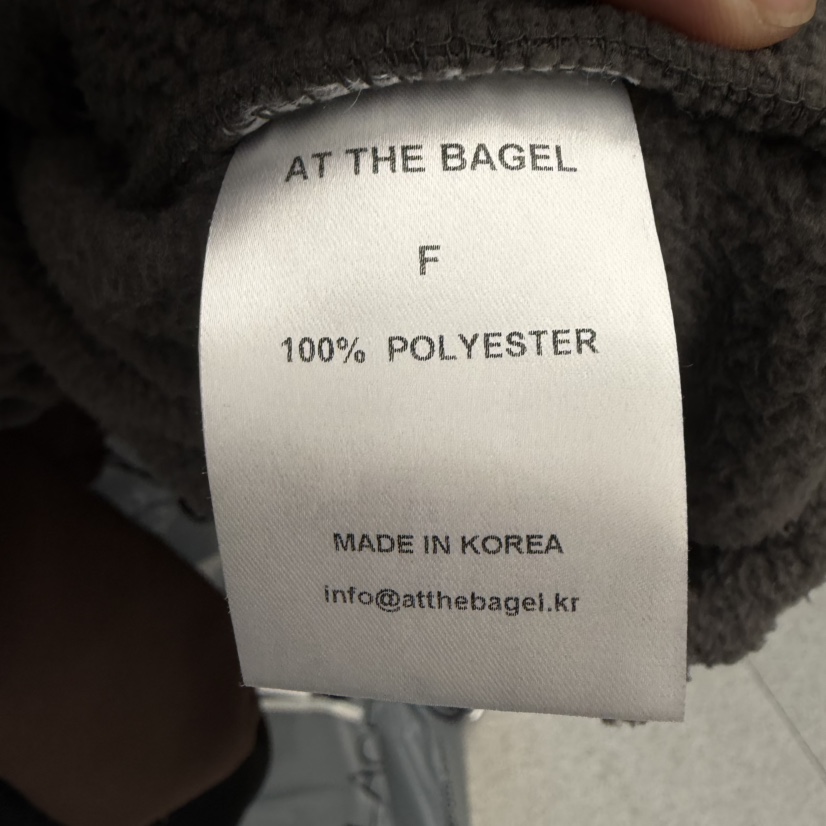 AT THE BAGEL
F
100% POLYESTER
MADE IN KOREA
info@atthebagel.kr